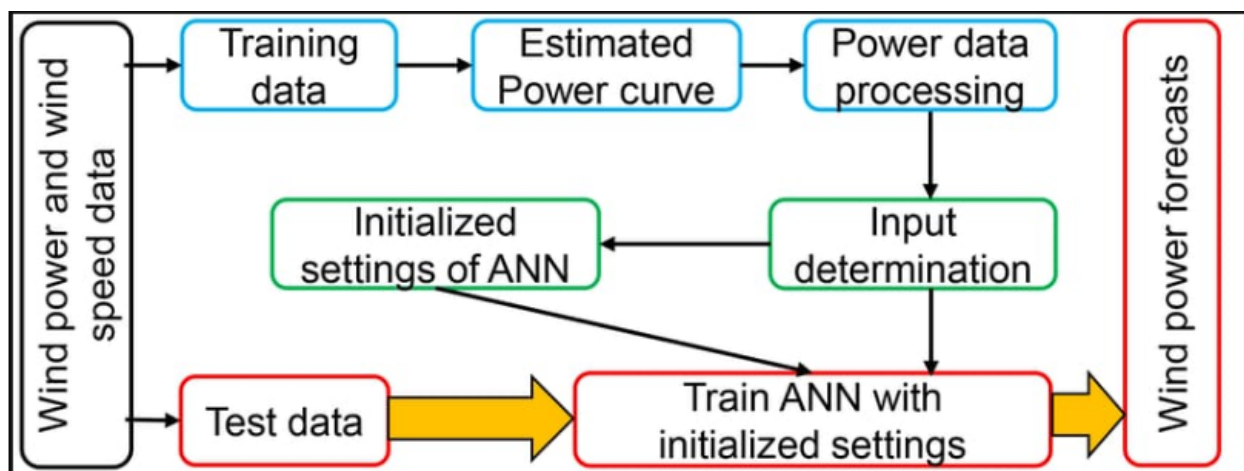 Wind power and wind
speed data
Training
data
Estimated
Power curve
Power data
processing
Initialized
settings of ANN
Input
determination
Test data
Train ANN with
initialized settings
Wind power forecasts